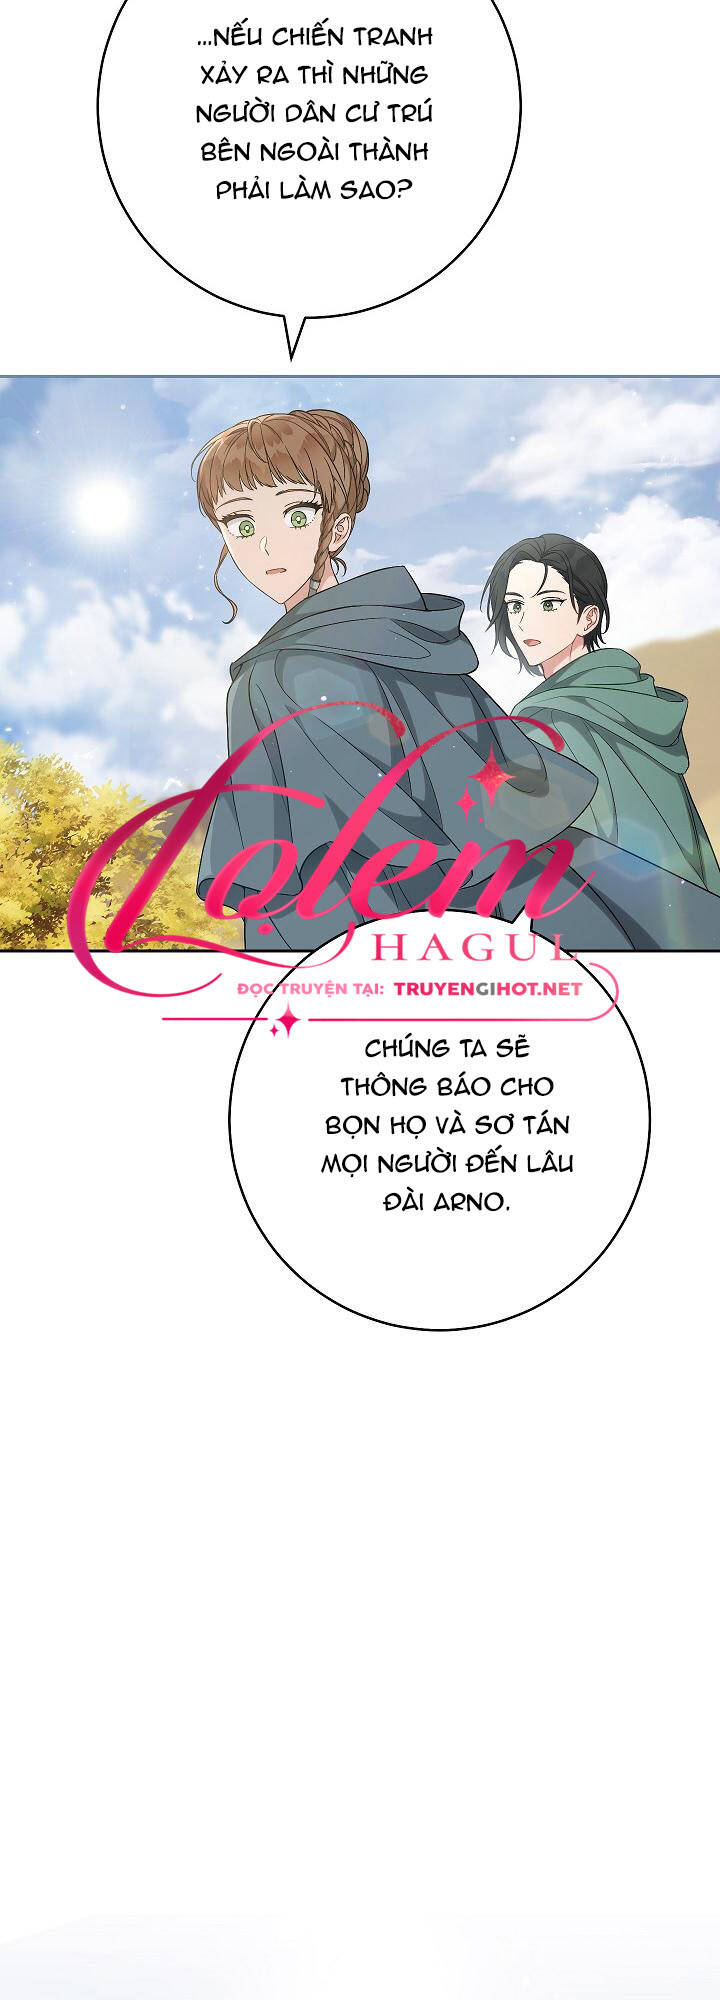 ...NẾU CHIẾN TRANH
XẢY RA THÌ NHỮNG
NGƯỜI DÂN CƯ TRÚ
BÊN NGOÀI THÀNH
PHẢI LÀM SAO?
Lọlem
HAGUL
ĐỌC TRUYỆN TẠI: TRUYENGIHOT.NET
CHÚNG TA SẼ
THÔNG BÁO CHO
BỌN HỌ VÀ SƠ TÁN
MỌI NGƯỜI ĐẾN LÂU
ĐÀI ARNO.